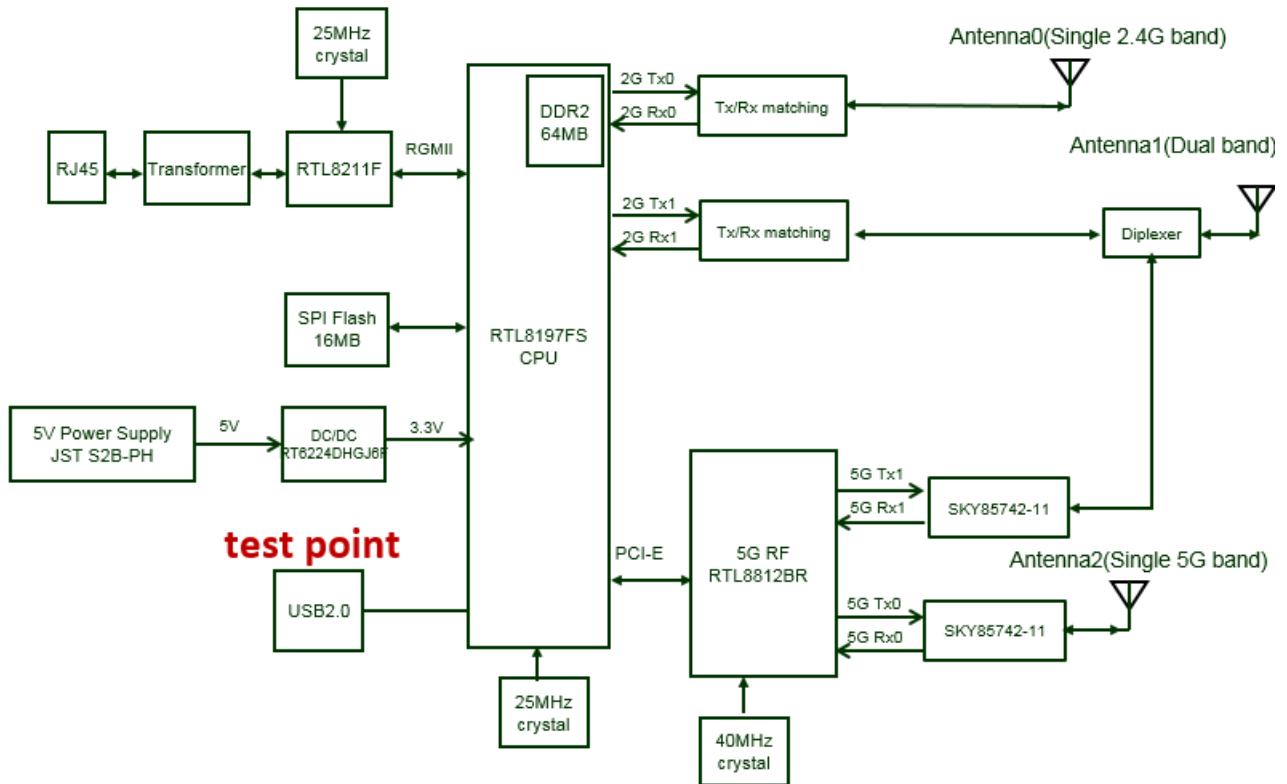 25MHz
crystal
Antenna0(Single 2.4G band)
DDR2
64MB
2G Tx0
2G Rx0
Tx/Rx matching
RJ45
Transformer
RTL8211F
RGMII
Antenna1(Dual band)
2G Tx1
2G Rx1
Tx/Rx matching
Diplexer
SPI Flash
16MB
RTL8197FS
CPU
5V Power Supply
JST S2B-PH
5V
DC/DC
RT6224DHGJ6F
3.3V
5G Tx1
5G Rx1
SKY85742-11
test point
USB2.0
PCI-E
5G RF
RTL8812BR
Antenna2(Single 5G band)
5G Tx0
5G Rx0
SKY85742-11
25MHz
crystal
40MHz
crystal